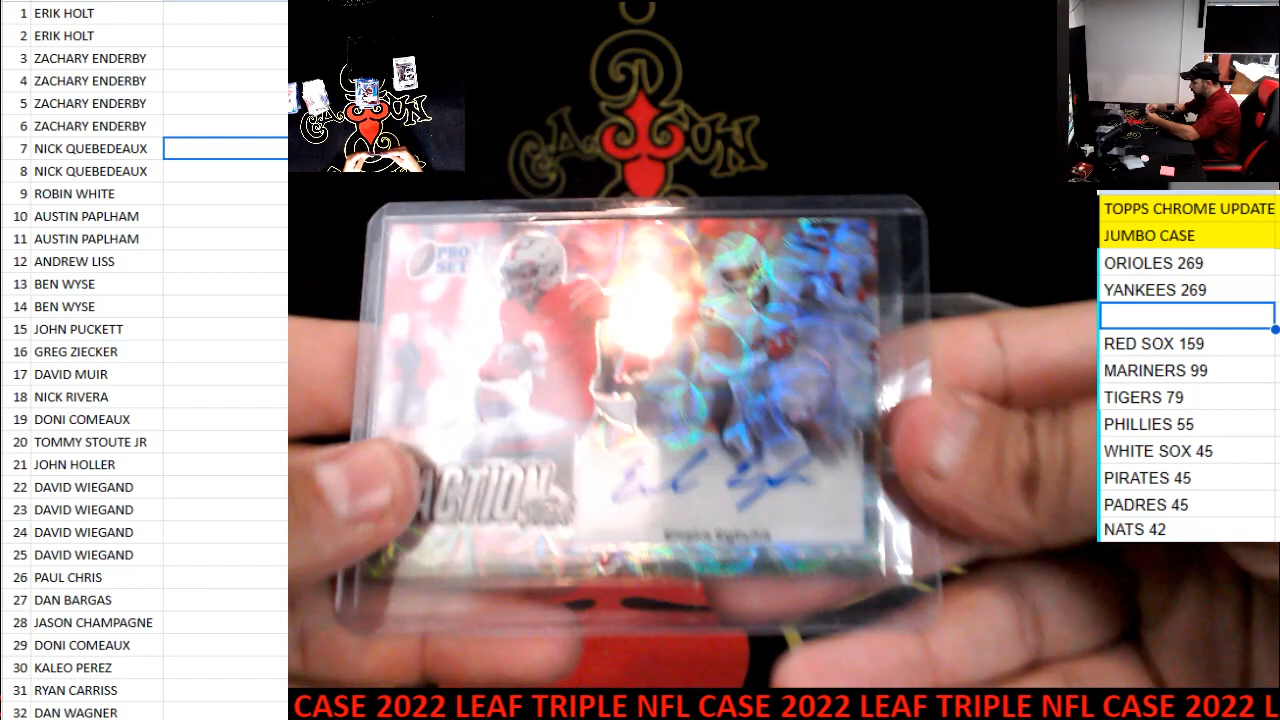 1 ERIK HOLT
2 ERIK HOLT
3 ZACHARY ENDERBY
4 ZACHARY ENDERBY
5 ZACHARY ENDERBY
6 ZACHARY ENDERBY
7 NICK QUEBEDEAUX
8 NICK QUEBEDEAUX
9 ROBIN WHITE
10 AUSTIN PAPLHAM
11 AUSTIN PAPLHAM
12 ANDREW LISS
13 BEN WYSE
14 BEN WYSE
15 JOHN PUCKETT
16 GREG ZIECKER
17 DAVID MUIR
18 NICK RIVERA
19 DONI COMEAUX
20 TOMMY STOUTE JR
21 JOHN HOLLER
22 DAVID WIEGAND
23 DAVID WIEGAND
24 DAVID WIEGAND
25 DAVID WIEGAND
26 PAUL CHRIS
27 DAN BARGAS
28 JASON CHAMPAGNE
29 DONI COMEAUX
30 KALEO PEREZ
31 RYAN CARRISS
32 DAN WAGNER
PRO
SET
ACTION
TOPPS CHROME UPDATE
JUMBO CASE
ORIOLES 269
YANKEES 269
RED SOX 159
MARINERS 99
TIGERS 79
PHILLIES 55
WHITE SOX 45
PIRATES 45
PADRES 45
NATS 42
CASE 2022 LEAF TRIPLE NFL CASE 2022 LEAF TRIPLE NFL CASE 2022 L